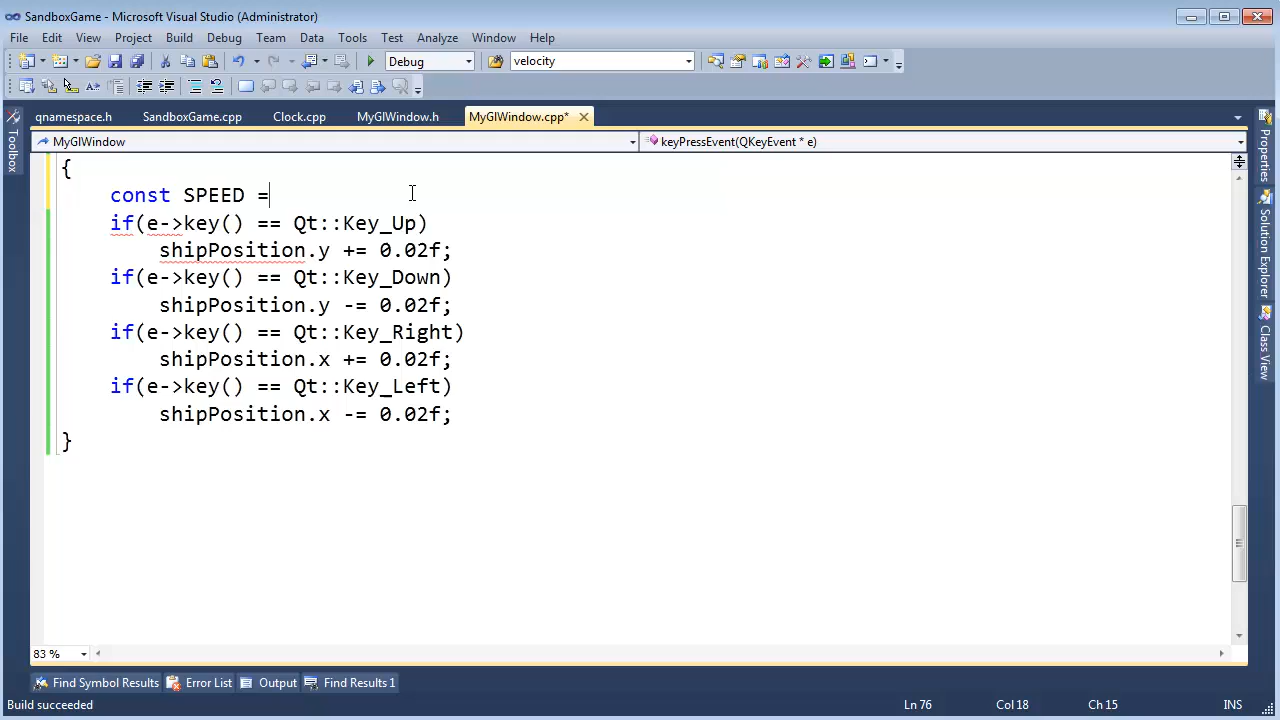 SandboxGame - Microsoft Visual Studio (Administrator)
File Edit View Project Build Debug Team Data Tools Test Analyze Window Help
Debug velocity
qnamespace.h SandboxGame.cpp Clock.cpp MyGlWindow.h MyGlWindow.cpp*
MyGlWindow keyPressEvent(QKeyEvent * e)
Toolbox
Properties
Solution Explorer
Class View
{
const SPEED =
if(e->key() == Qt::Key_Up)
shipPosition.y += 0.02f;
if(e->key() == Qt::Key_Down)
shipPosition.y -= 0.02f;
if(e->key() == Qt::Key_Right)
shipPosition.x += 0.02f;
if(e->key() == Qt::Key_Left)
shipPosition.x -= 0.02f;
}
83 %
Find Symbol Results Error List Output Find Results 1
Build succeeded Ln 76 Col 18 Ch 15 INS